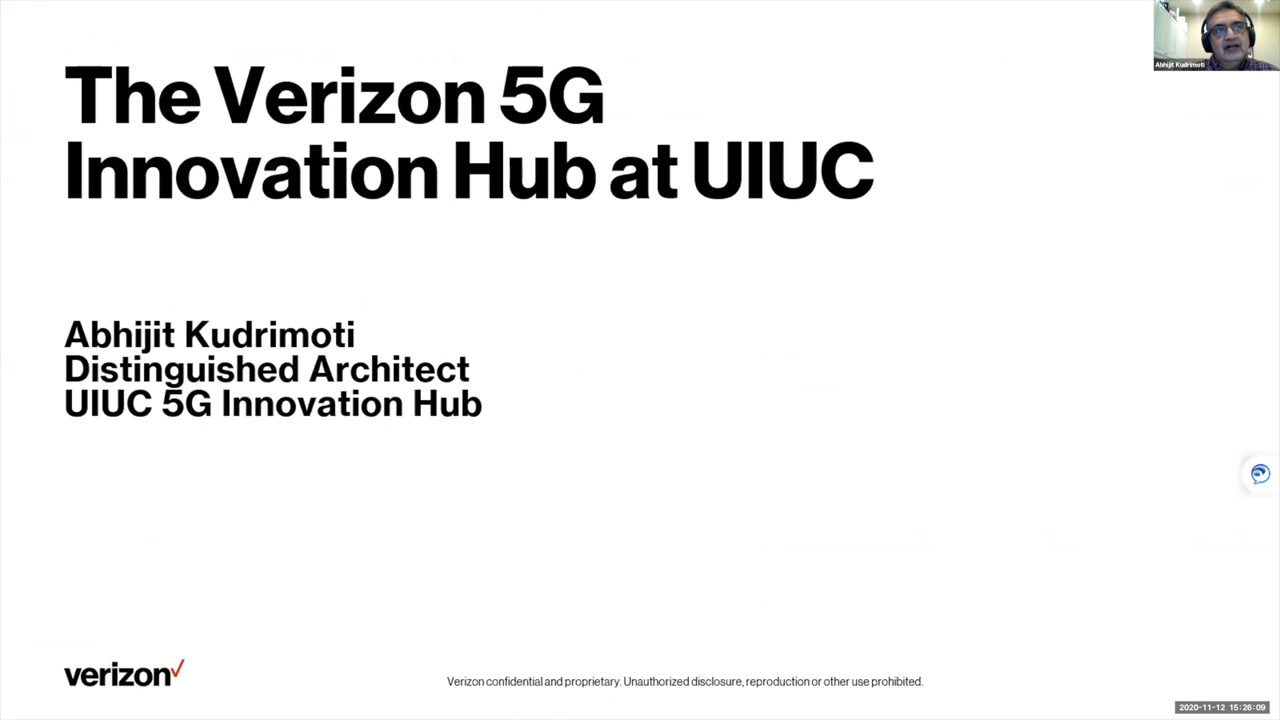 The Verizon 5G
Innovation Hub at UIUC
Abhijit Kudrimoti
Abhijit Kudrimoti
Distinguished Architect
UIUC 5G Innovation Hub
verizon
Verizon confidential and proprietary. Unauthorized disclosure, reproduction or other use prohibited.
2020-11-12 15:26:09